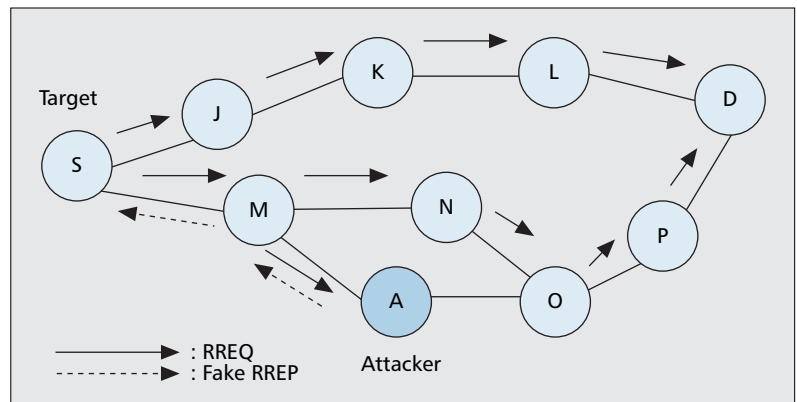 Target
S
J
K
L
D
M
N
P
A
O
Attacker
: RREQ
: Fake RREP